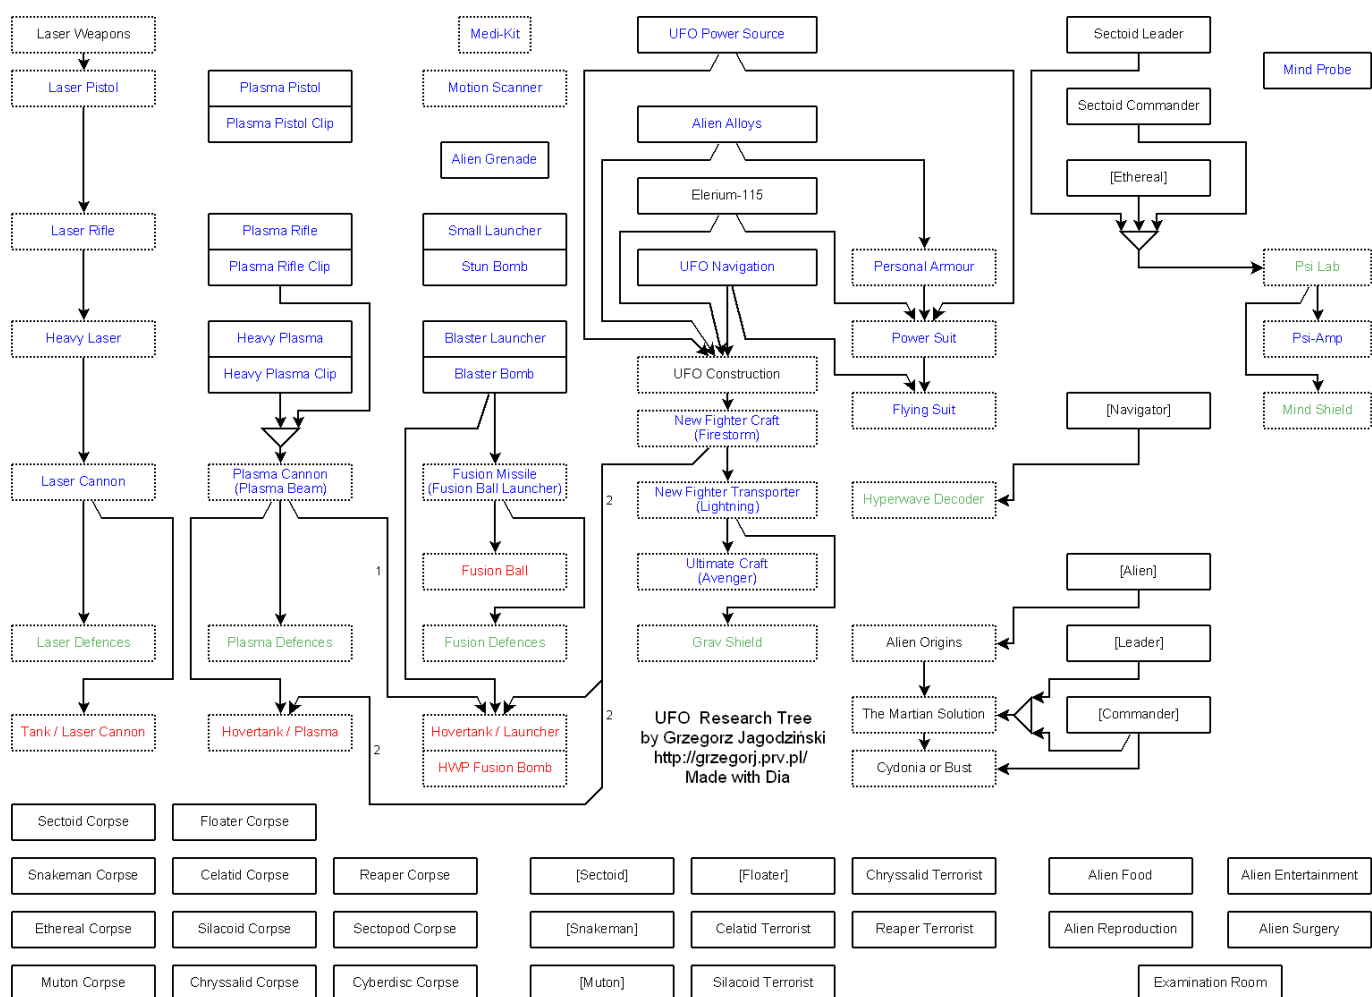 Laser Weapons
Medi-Kit
UFO Power Source
Sectoid Leader
Mind Probe
Laser Pistol
Plasma Pistol
Motion Scanner
Sectoid Commander
Plasma Pistol Clip
Alien Alloys
Alien Grenade
[Ethereal]
Elerium-115
Laser Rifle
Plasma Rifle
Small Launcher
Plasma Rifle Clip
Stun Bomb
UFO Navigation
Personal Armour
Psi Lab
Heavy Laser
Heavy Plasma
Blaster Launcher
Power Suit
Psi-Amp
Heavy Plasma Clip
Blaster Bomb
UFO Construction
New Fighter Craft
(Firestorm)
Flying Suit
[Navigator]
Mind Shield
Laser Cannon
Plasma Cannon
(Plasma Beam)
Fusion Missile
(Fusion Ball Launcher)
2
New Fighter Transporter
(Lightning)
Hyperwave Decoder
1
Fusion Ball
Ultimate Craft
(Avenger)
[Alien]
Laser Defences
Plasma Defences
Fusion Defences
Grav Shield
Alien Origins
[Leader]
Tank / Laser Cannon
Hovertank / Plasma
2
Hovertank / Launcher
HWP Fusion Bomb
2
UFO Research Tree
by Grzegorz Jagodziński
http://grzegorj.prv.pl/
Made with Dia
The Martian Solution
[Commander]
Cydonia or Bust
Sectoid Corpse
Floater Corpse
Snakeman Corpse
Celatid Corpse
Reaper Corpse
[Sectoid]
[Floater]
Chryssalid Terrorist
Alien Food
Alien Entertainment
Ethereal Corpse
Silacoid Corpse
Sectopod Corpse
[Snakeman]
Celatid Terrorist
Reaper Terrorist
Alien Reproduction
Alien Surgery
Muton Corpse
Chryssalid Corpse
Cyberdisc Corpse
[Muton]
Silacoid Terrorist
Examination Room